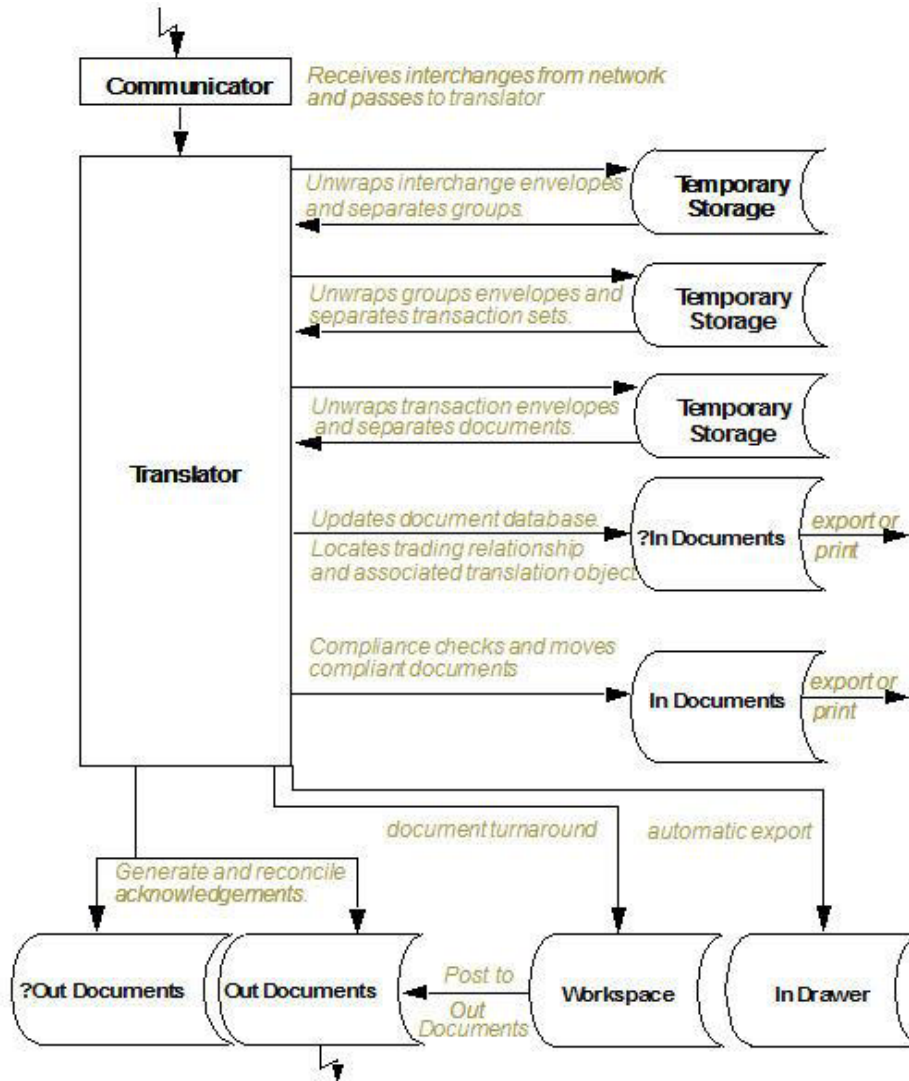 Communicator
Receives interchanges from network
and passes to translator
Unwraps interchange envelopes
and separates groups.
Temporary
Storage
Unwraps groups envelopes and
separates transaction sets.
Temporary
Storage
Unwraps transaction envelopes
and separates documents.
Temporary
Storage
Translator
Updates document database.
Locates trading relationship
and associated translation object
?In Documents
export or
print
Compliance checks and moves
compliant documents
In Documents
export or
print
document turnaround
automatic export
Generate and reconcile
acknowledgements.
?Out Documents
Out Documents
Post to
Out
Documents
Workspace
In Drawer